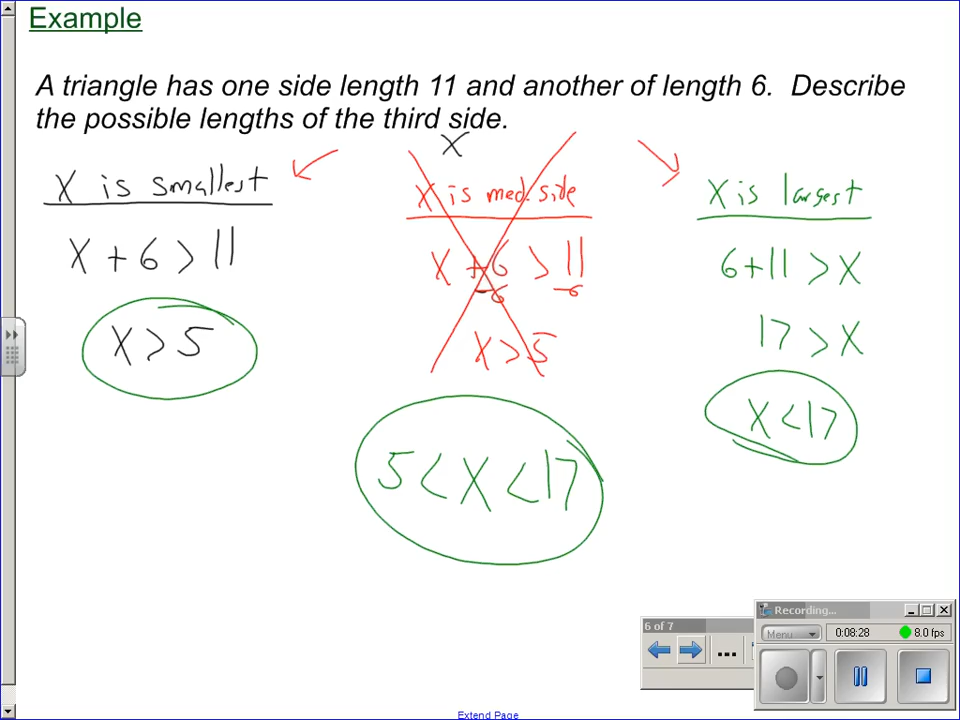 Example
A triangle has one side length 11 and another of length 6. Describe
the possible lengths of the third side.
X
X is smallest
X + 6 > 11
X > 5
X is med. side
X + 6 > 11
-6 -6
X > 5
X is largest
6 + 11 > X
17 > X
X < 17
5 < X < 17
6 of 7
...
Recording...
Menu
0:08:28
8.0 fps
Extend Page